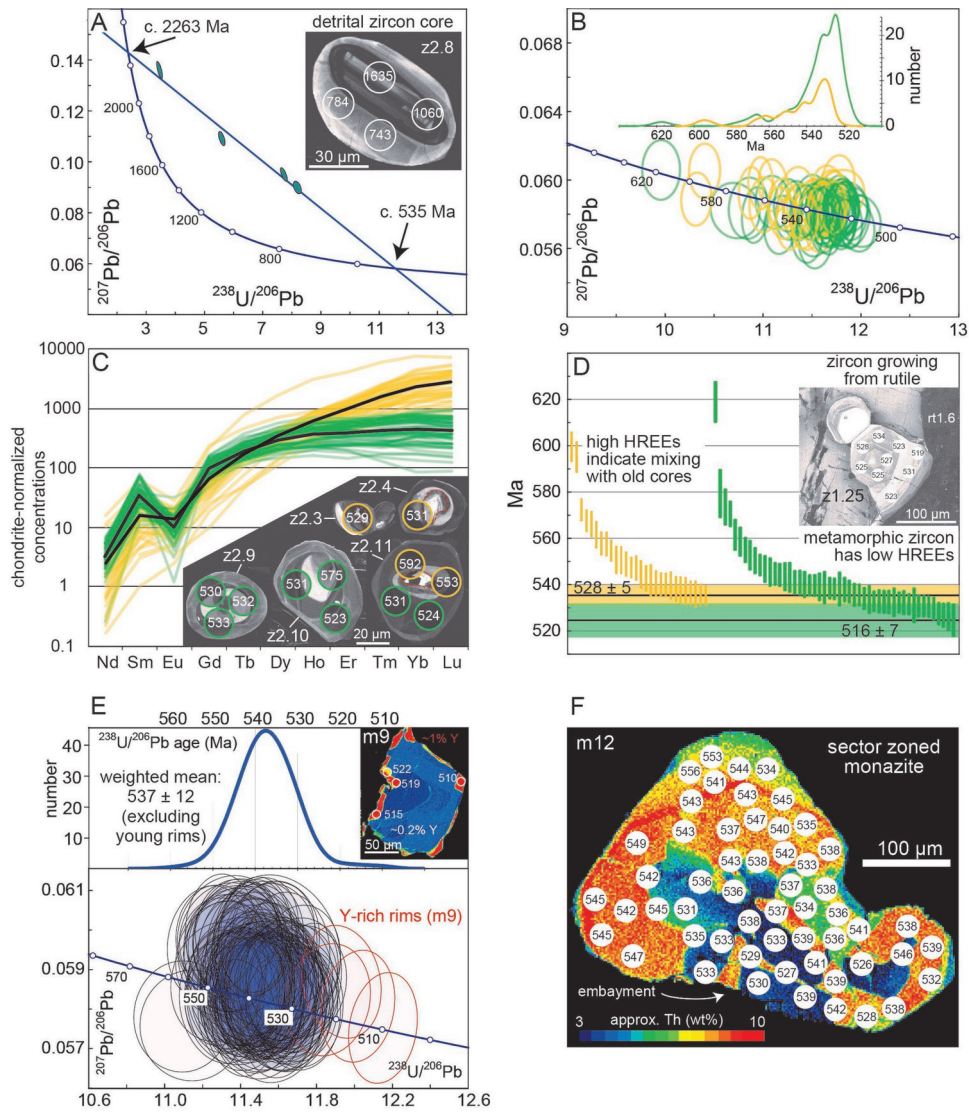 A
c. 2263 Ma
detrital zircon core
z2.8
1635
784
1060
743
30 µm
0.14
0.12
0.10
0.08
0.06
2000
1600
1200
800
c. 535 Ma
207Pb/206Pb
238U/206Pb
3 5 7 9 11 13
B
0.068
0.064
0.060
0.056
20
10
0
number
620 600 580 560 540 520
Ma
620
580
540
500
207Pb/206Pb
238U/206Pb
9 10 11 12 13
C
10000
1000
100
10
1
0.1
chondrite-normalized
concentrations
z2.4
z2.3
529
531
z2.11
z2.9
592
553
530
532
533
531
575
523
531
524
z2.10
20 µm
Nd Sm Eu Gd Tb Dy Ho Er Tm Yb Lu
D
zircon growing
from rutile
rt1.6
534
528
523
519
527
525
525
531
523
z1.25
100 µm
metamorphic zircon
has low HREEs
high HREEs
indicate mixing
with old cores
620
600
580
560
540
520
Ma
528 ± 5
516 ± 7
E
560 550 540 530 520 510
238U/206Pb age (Ma)
40
30
20
10
0
number
weighted mean:
537 ± 12
(excluding
young rims)
m9
~1% Y
522
519
510
515
~0.2% Y
50 µm
0.061
0.059
0.057
Y-rich rims (m9)
570
550
530
510
207Pb/206Pb
238U/206Pb
10.6 11.0 11.4 11.8 12.2 12.6
F
m12
sector zoned
monazite
553
556
544
534
541
543
543
545
547
540
535
543
537
549
542
538
543
538
533
542
536
537
538
536
545
542
545
531
537
534
536
538
541
538
545
535
533
533
539
536
539
546
547
529
541
526
533
527
539
532
530
539
542
538
528
100 µm
embayment
3
approx. Th (wt%)
10